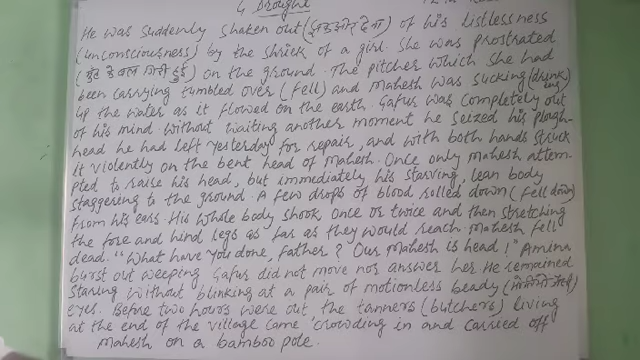 4 Drought
He was suddenly shaken out (झकझोर देना) of his listlessness
(unconsciousness) by the shriek of a girl. She was prostrated
(मुँह के बल गिरी हुई) on the ground. The pitcher which she had
been carrying tumbled over (fell) and Mahesh was sucking (drinking)
up the water as it flowed on the earth. Gafur was completely out
of his mind. Without waiting another moment he seized his plough-
head he had left yesterday for repair, and with both hands struck
it violently on the bent head of Mahesh. Once only Mahesh attem-
pted to raise his head, but immediately his starving, lean body
staggering to the ground. A few drops of blood rolled down (fell down)
from his ears. His whole body shook once or twice and then stretching
the fore and hind legs as far as they would reach. Mahesh fell
dead. "What have you done, father? Our Mahesh is head!" Amina
burst out weeping. Gafur did not move nor answer her. He remained
staring without blinking at a pair of motionless beady
eyes. Before two hours were out the tanners (butchers) living
at the end of the village came crowding in and carried off
Mahesh on a bamboo pole.